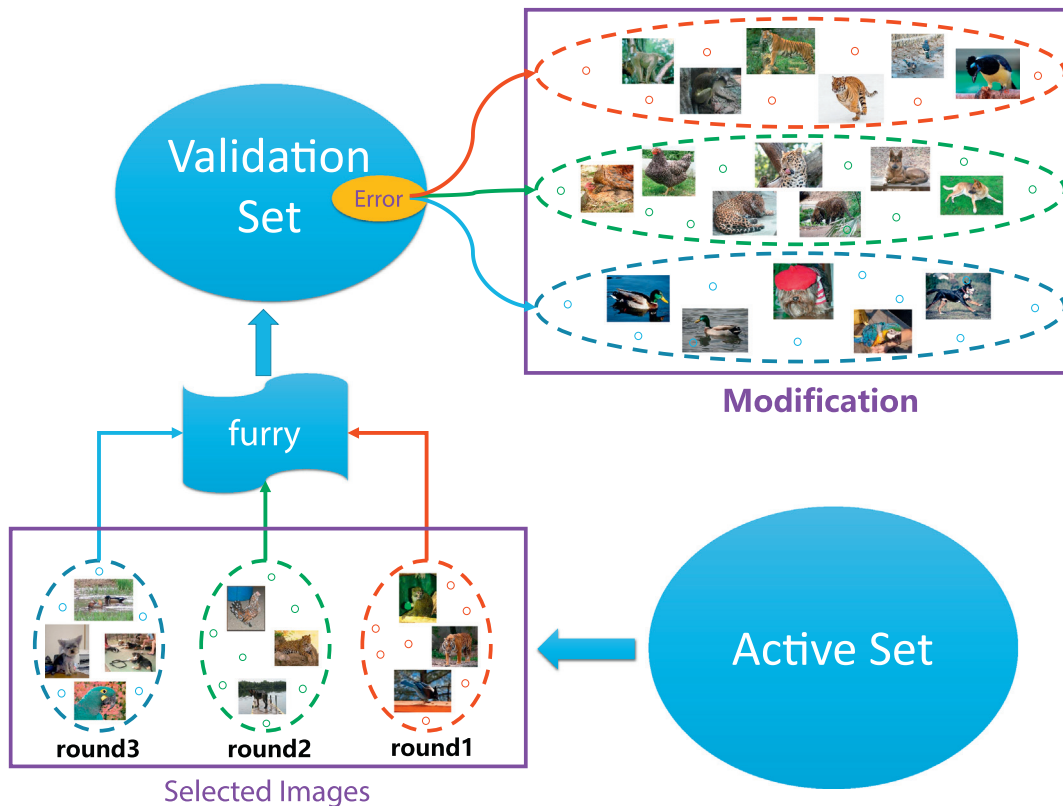 Validation
Set
Error
Modification
furry
Active Set
round3
round2
round1
Selected Images